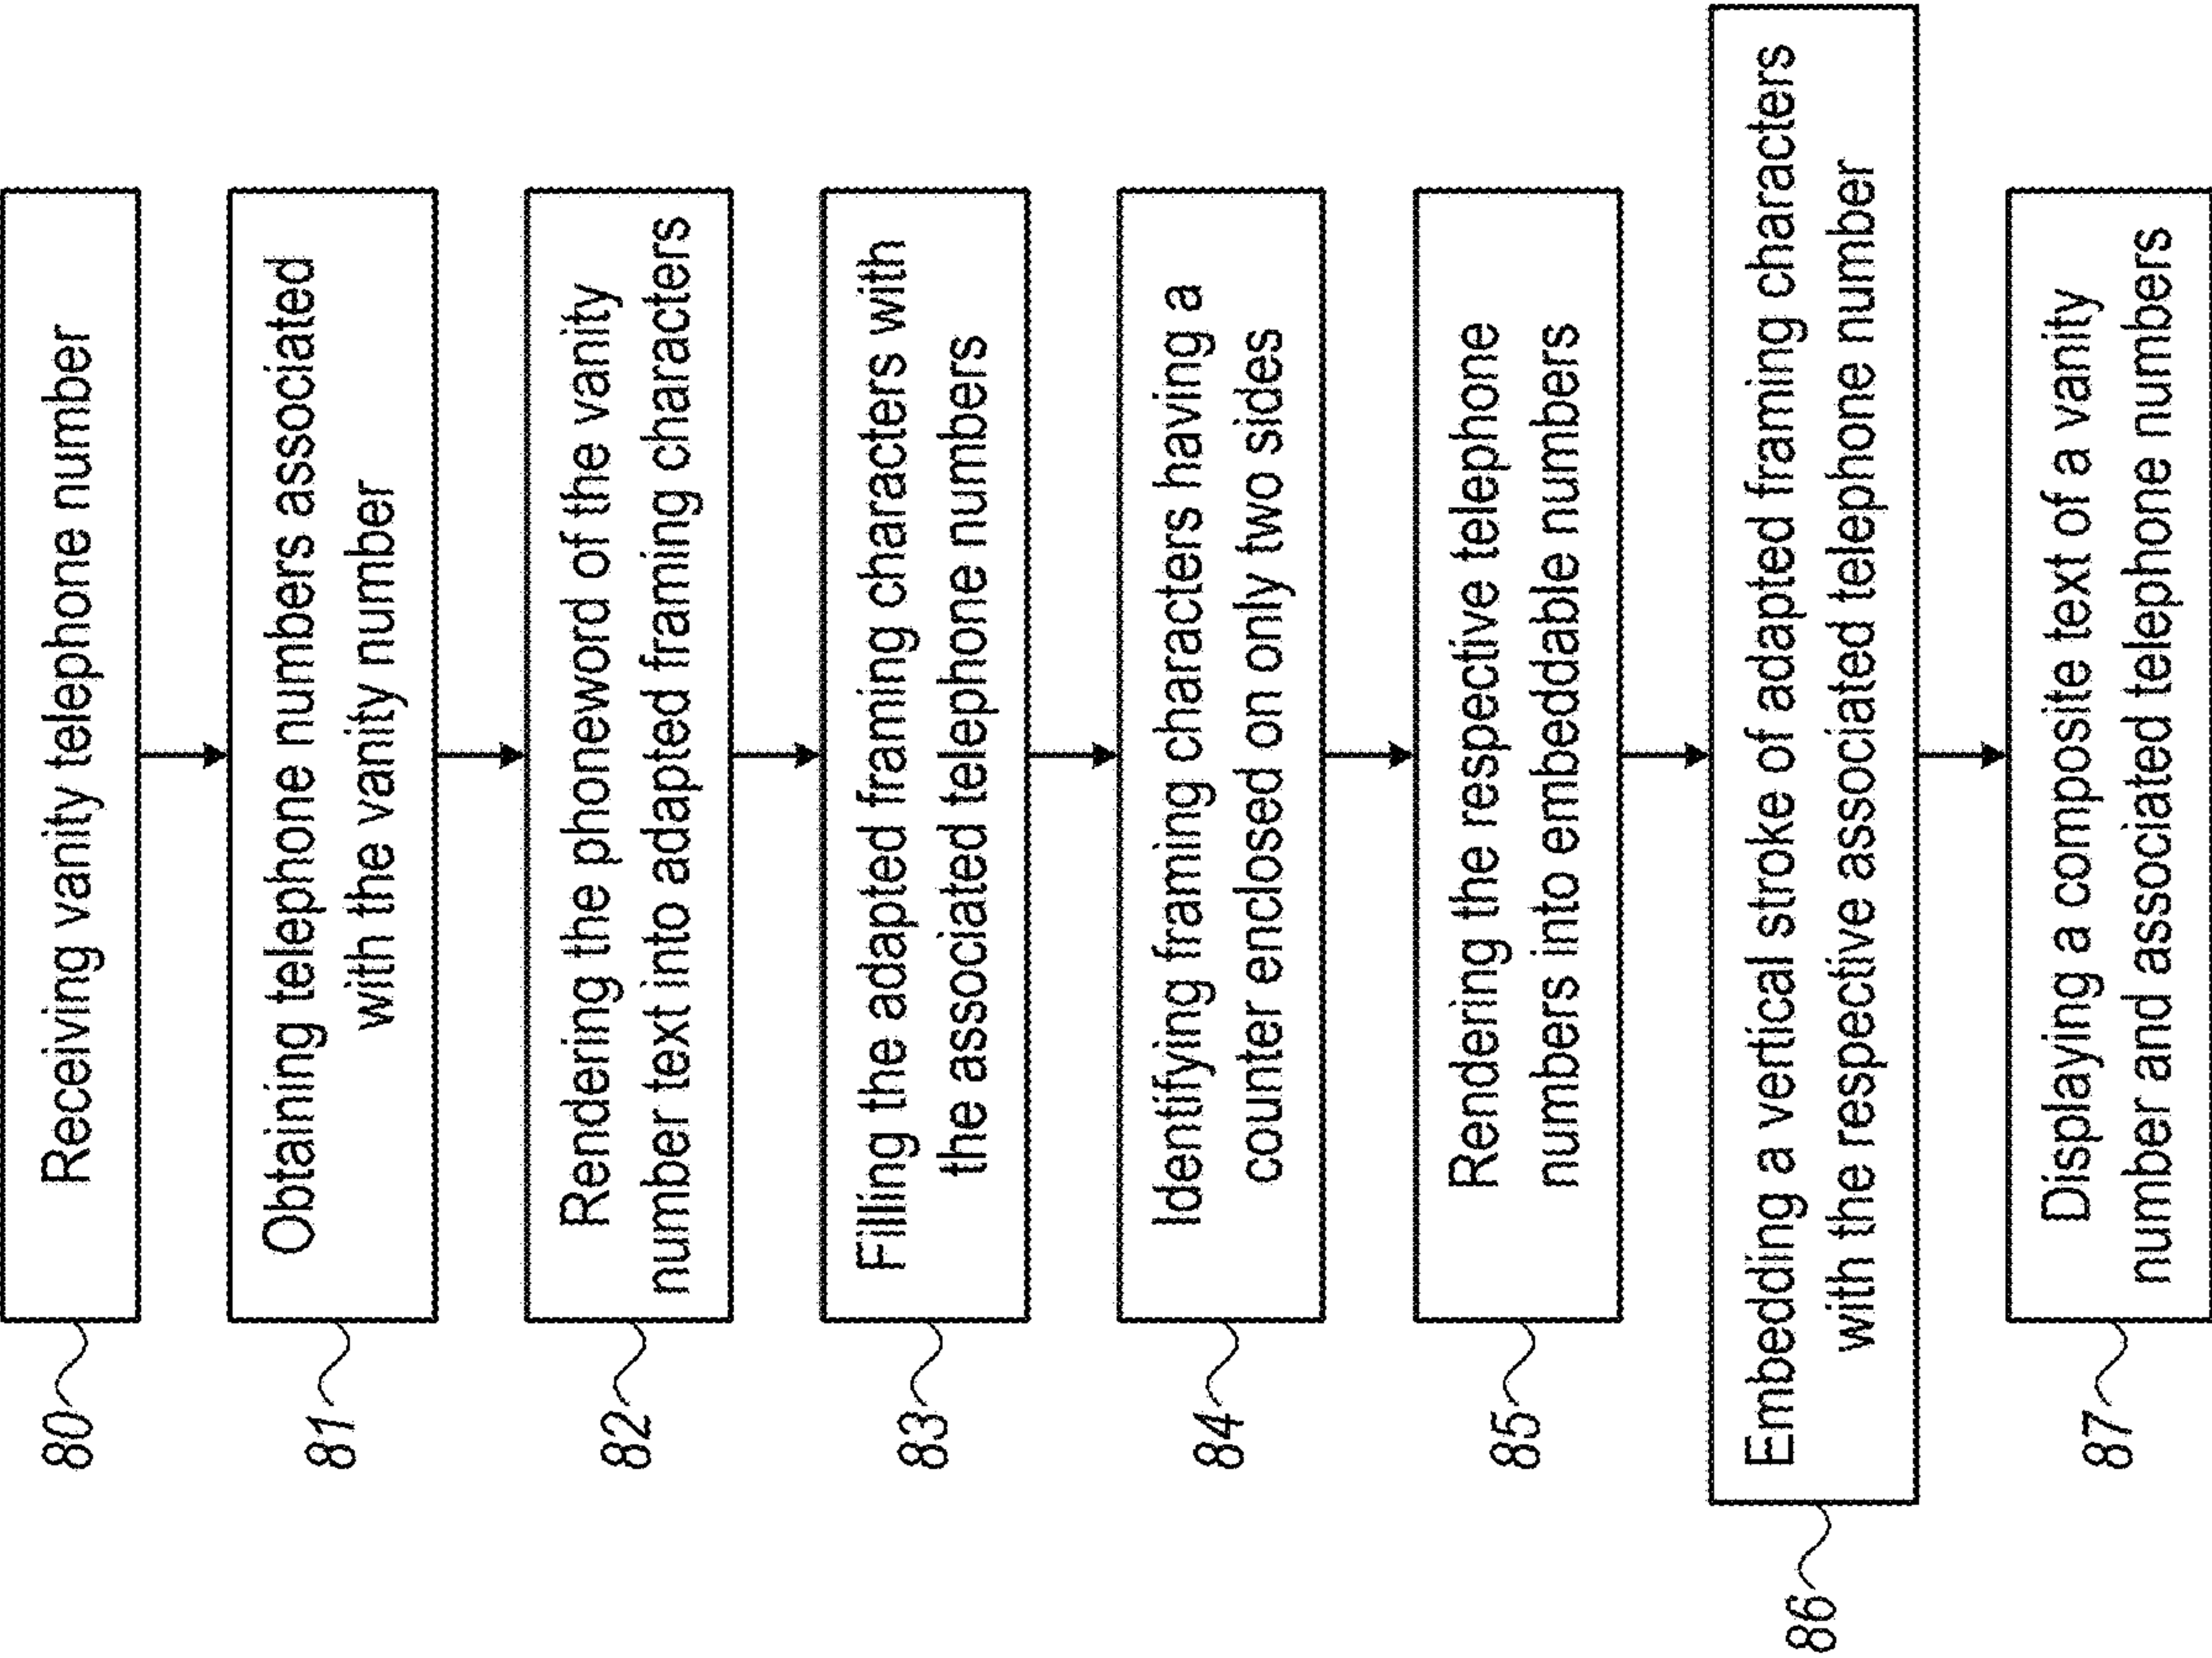 80
Receiving vanity telephone number
81
Obtaining telephone numbers associated
with the vanity number
82
Rendering the phoneword of the vanity
number text into adapted framing characters
83
Filling the adapted framing characters with
the associated telephone numbers
84
Identifying framing characters having a
counter enclosed on only two sides
85
Rendering the respective telephone
numbers into embeddable numbers
86
Embedding a vertical stroke of adapted framing characters
with the respective associated telephone number
87
Displaying a composite text of a vanity
number and associated telephone numbers